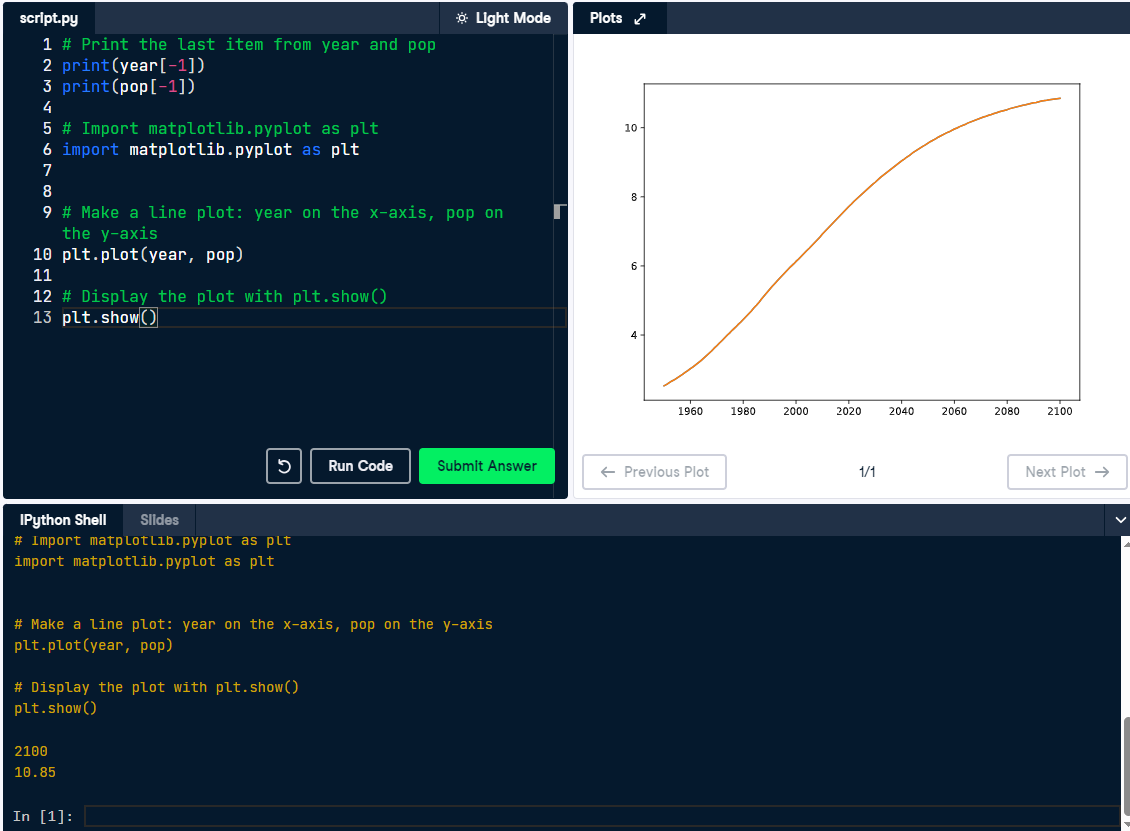 script.py
Light Mode
1 # Print the last item from year and pop
2 print(year[-1])
3 print(pop[-1])
4
5 # Import matplotlib.pyplot as plt
6 import matplotlib.pyplot as plt
7
8
9 # Make a line plot: year on the x-axis, pop on
the y-axis
10 plt.plot(year, pop)
11
12 # Display the plot with plt.show()
13 plt.show()
Run Code
Submit Answer
Plots
10
8
6
4
1960 1980 2000 2020 2040 2060 2080 2100
← Previous Plot
1/1
Next Plot →
IPython Shell
Slides
# Import matplotlib.pyplot as plt
import matplotlib.pyplot as plt
# Make a line plot: year on the x-axis, pop on the y-axis
plt.plot(year, pop)
# Display the plot with plt.show()
plt.show()
2100
10.85
In [1]: